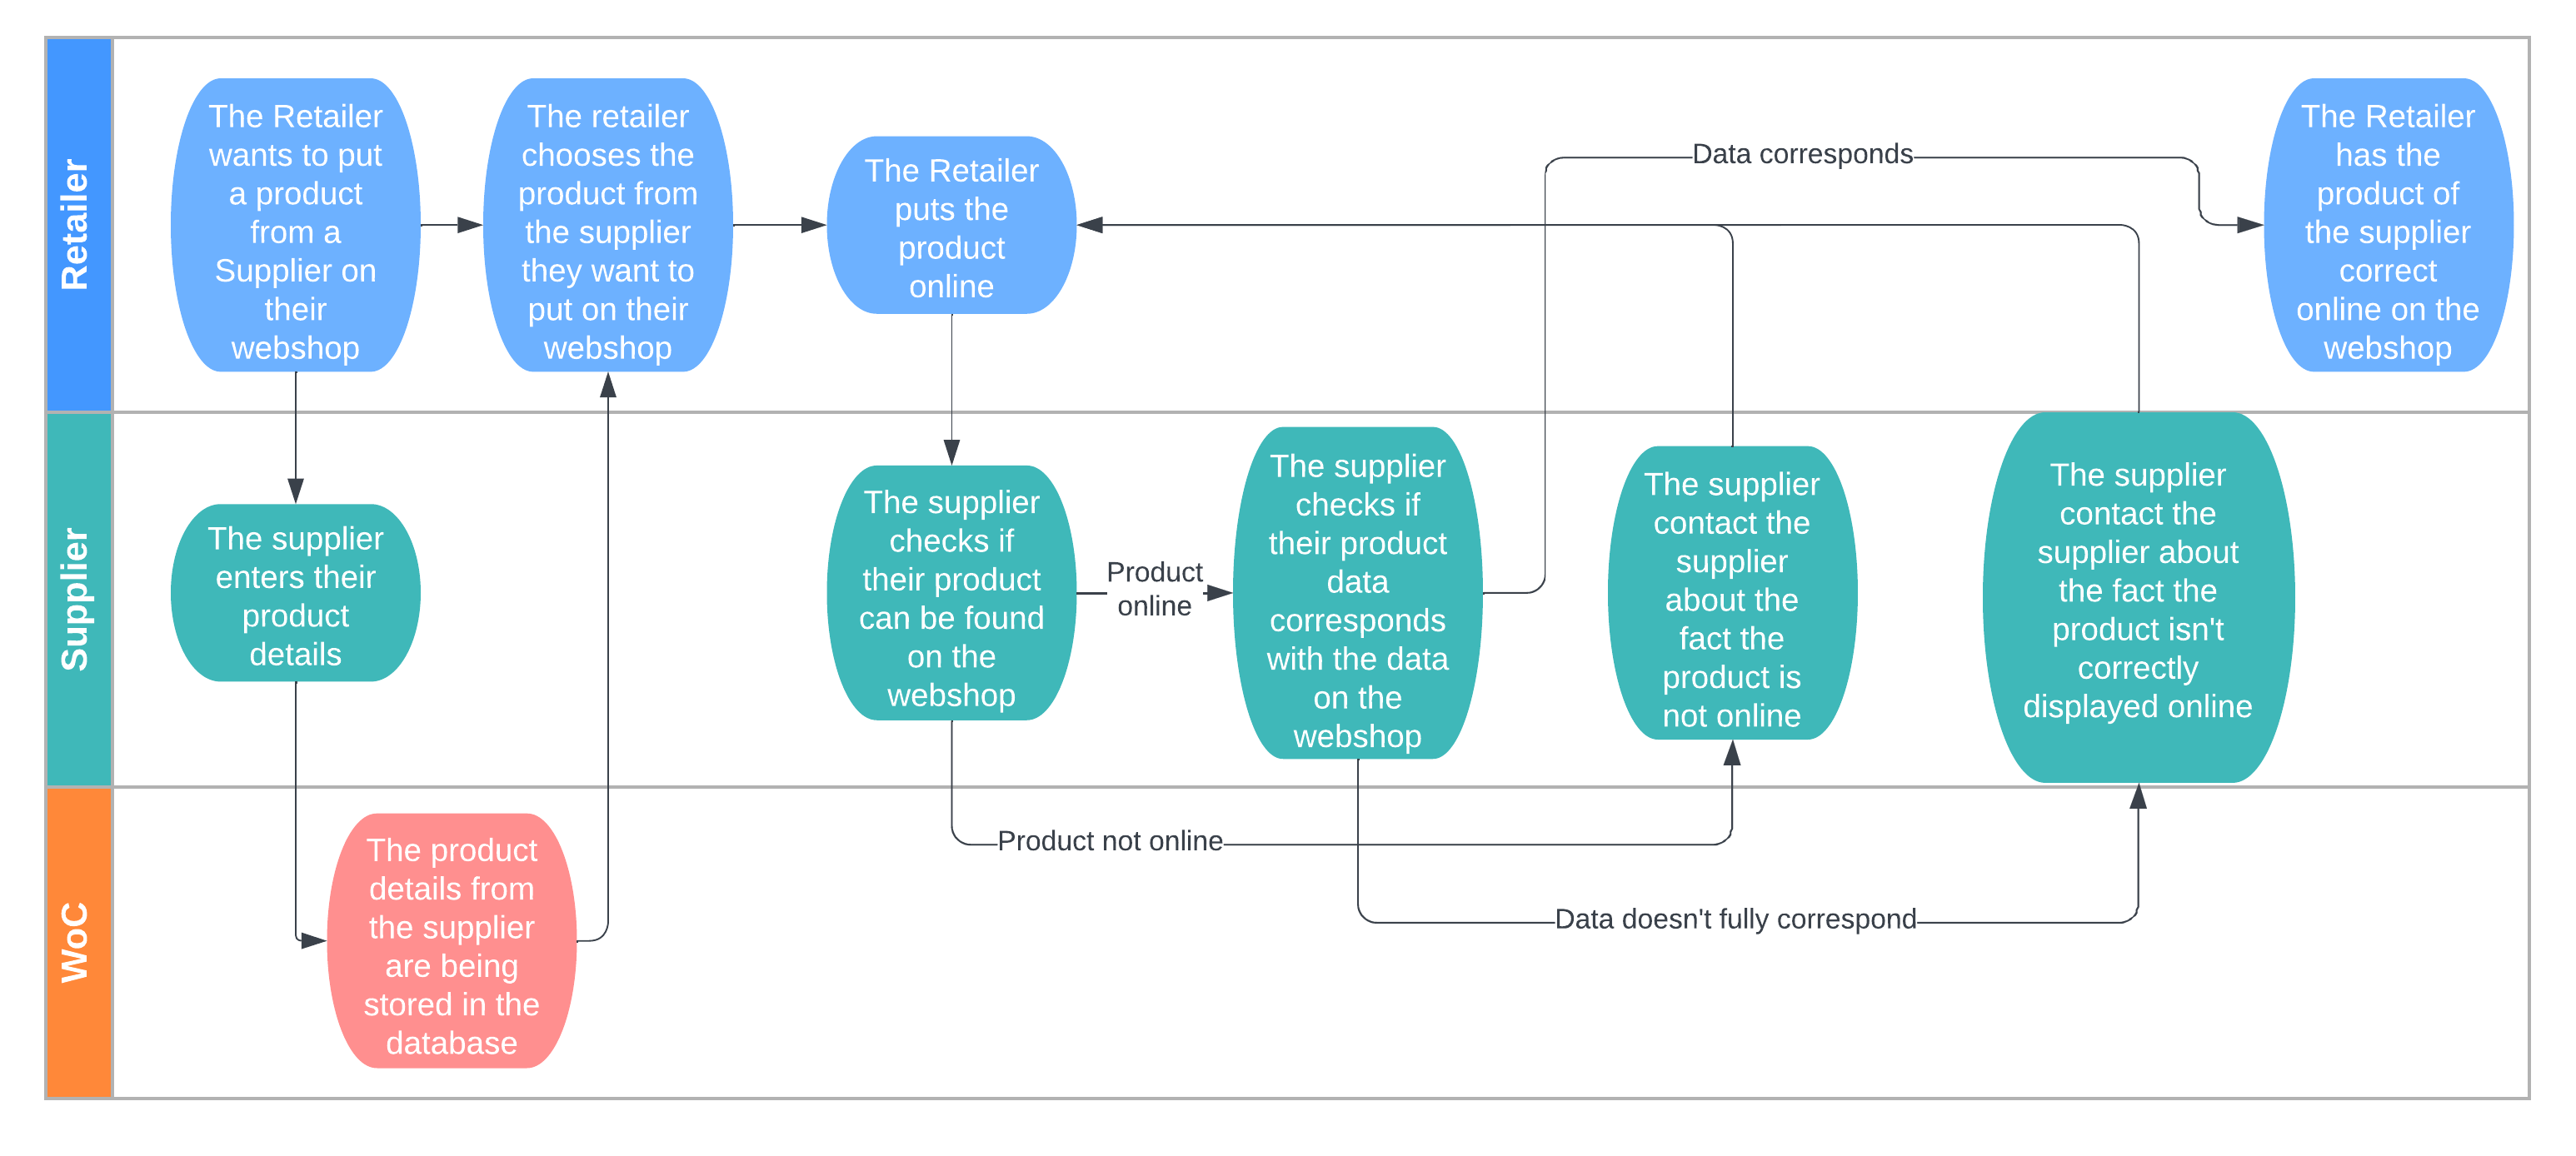 Retailer
The Retailer
wants to put
a product
from a
Supplier on
their
webshop
The retailer
chooses the
product from
the supplier
they want to
put on their
webshop
The Retailer
puts the
product
online
Data corresponds
The Retailer
has the
product of
the supplier
correct
online on the
webshop
Supplier
The supplier
enters their
product
details
The supplier
checks if
their product
can be found
on the
webshop
Product
online
The supplier
checks if
their product
data
corresponds
with the data
on the
webshop
The supplier
contact the
supplier
about the
fact the
product is
not online
The supplier
contact the
supplier about
the fact the
product isn't
correctly
displayed online
WoC
The product
details from
the supplier
are being
stored in the
database
Product not online
Data doesn't fully correspond